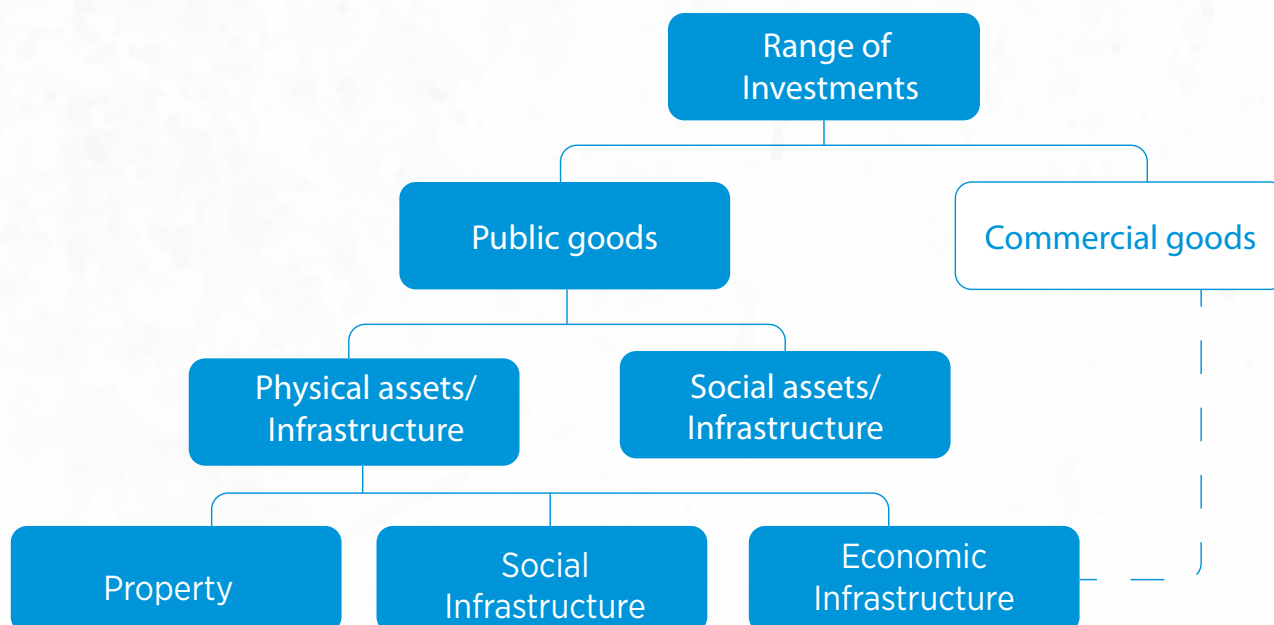 Range of
Investments
Public goods
Commercial goods
Physical assets/
Infrastructure
Social assets/
Infrastructure
Property
Social
Infrastructure
Economic
Infrastructure